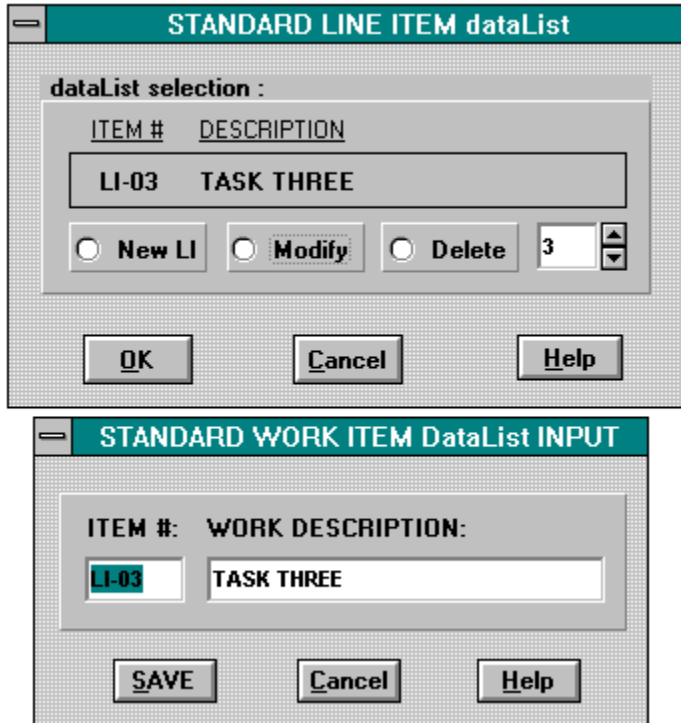 STANDARD LINE ITEM dataList
dataList selection :
ITEM # DESCRIPTION
LI-03 TASK THREE
New LI Modify Delete 3
OK Cancel Help
STANDARD WORK ITEM DataList INPUT
ITEM #: WORK DESCRIPTION:
LI-03 TASK THREE
SAVE Cancel Help